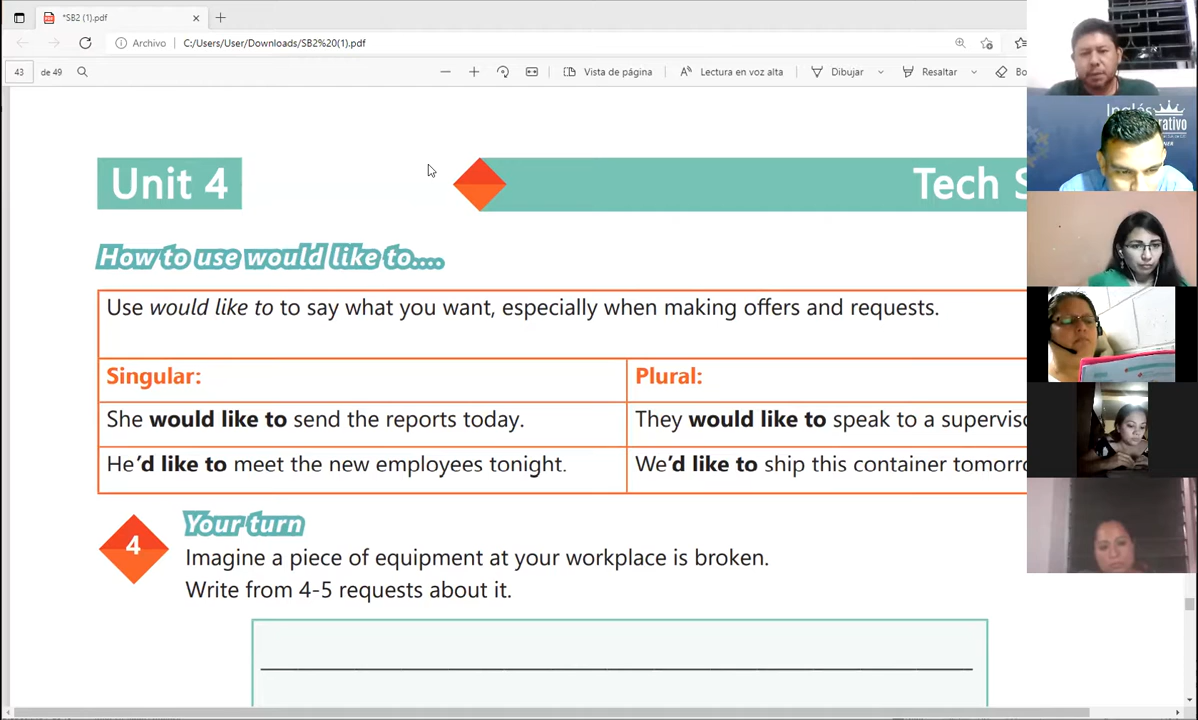 *SB2 (1).pdf
Archivo
C:/Users/User/Downloads/SB2%20(1).pdf
43
de 49
Vista de página
Lectura en voz alta
Dibujar
Resaltar
Bo
Inglés
Unit 4
Tech S
How to use would like to....
Use would like to to say what you want, especially when making offers and requests.
Singular:
Plural:
She would like to send the reports today.
They would like to speak to a superviso
He'd like to meet the new employees tonight.
We'd like to ship this container tomorro
4
Your turn
Imagine a piece of equipment at your workplace is broken.
Write from 4-5 requests about it.